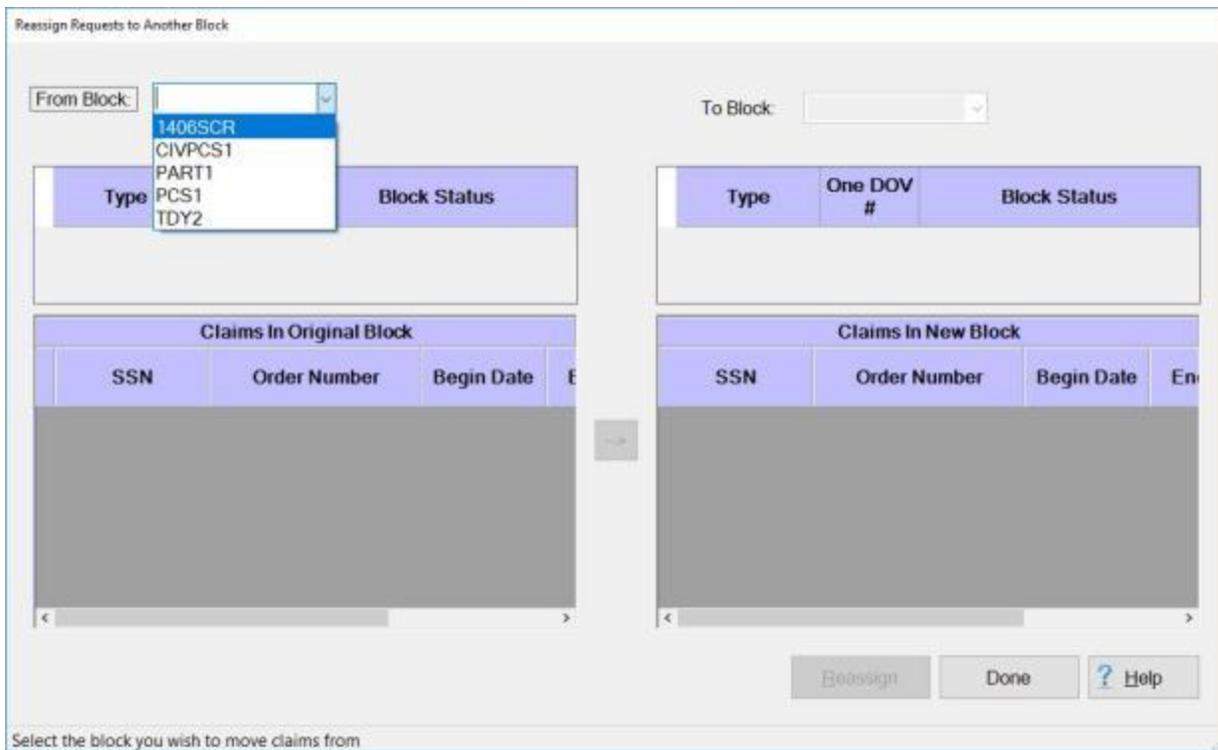 Reassign Requests to Another Block
From Block:
To Block:
1406SCR
CIVPCS1
PART1
PCS1
TDY2
Type
Block Status
Type
One DOV #
Block Status
Claims In Original Block
SSN
Order Number
Begin Date
Claims In New Block
SSN
Order Number
Begin Date
Reassign
Done
? Help
Select the block you wish to move claims from